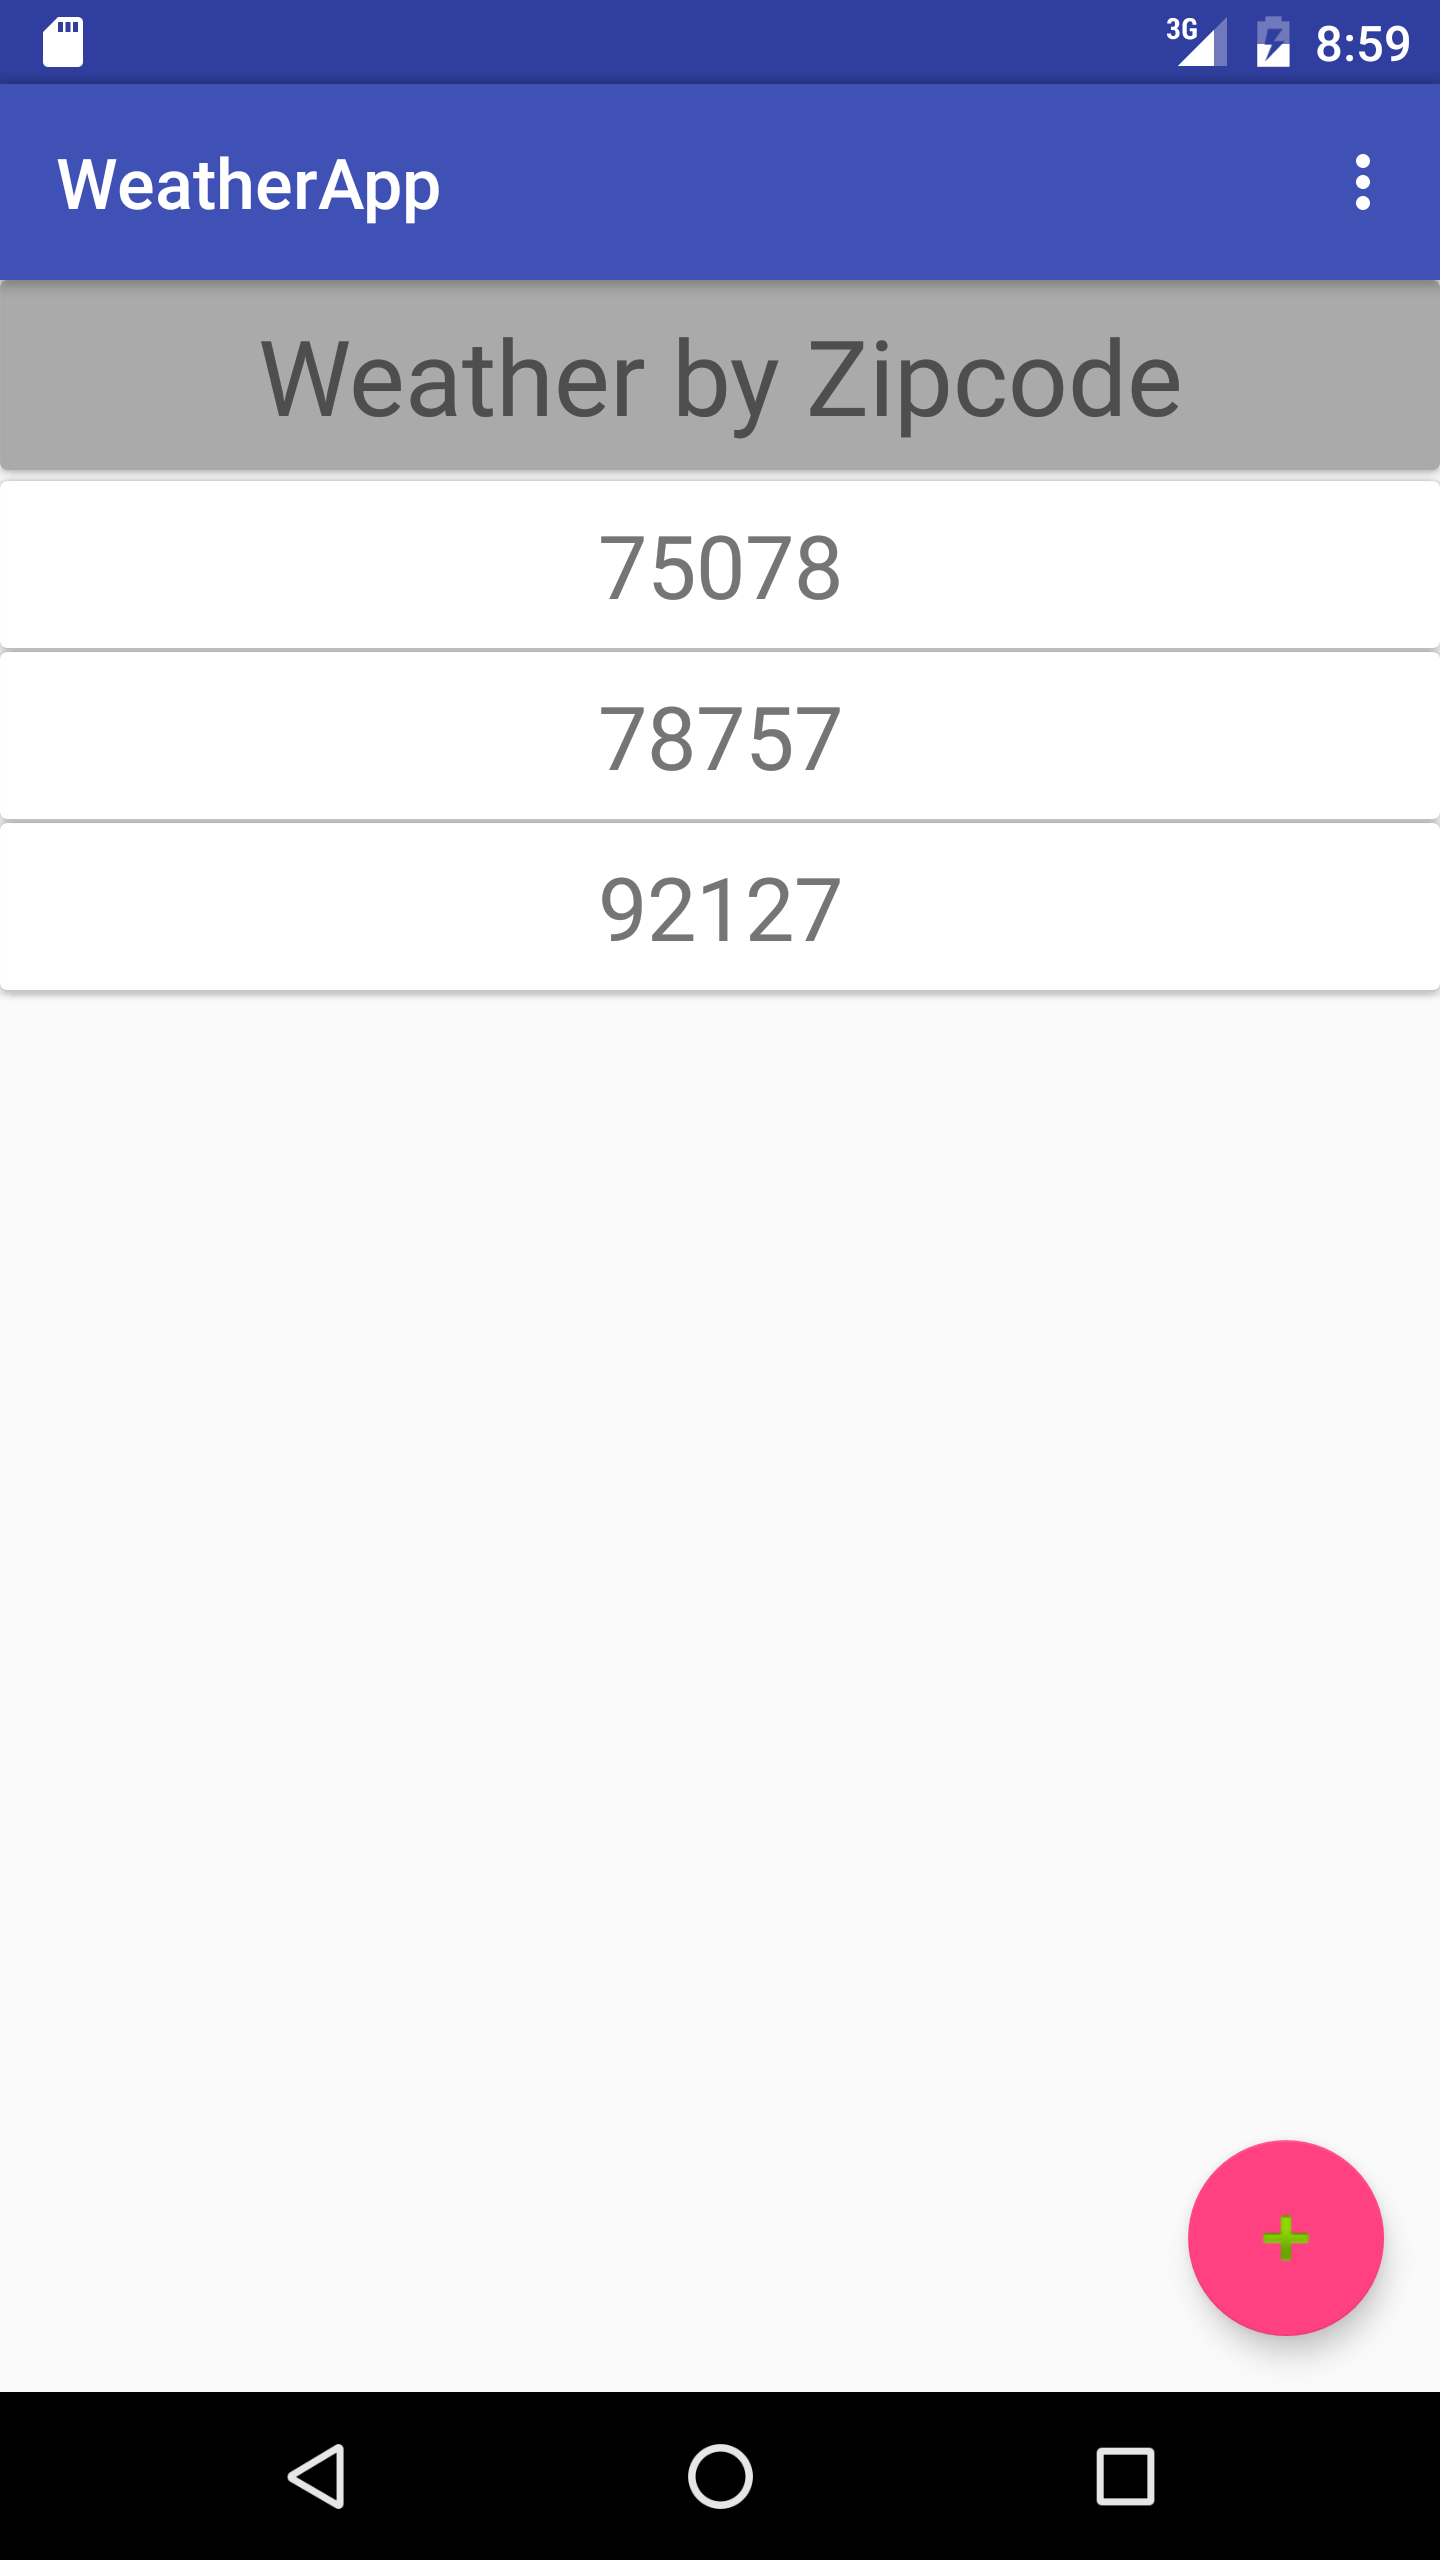 3G 8:59
WeatherApp
Weather by Zipcode
75078
78757
92127